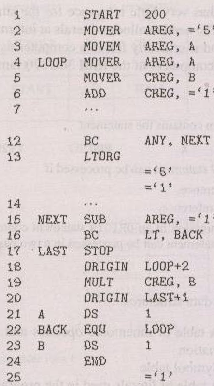 1 START 200
2 MOVER AREG, ='5'
3 MOVEM AREG, A
4 LOOP MOVER AREG, A
5 MOVER CREG, B
6 ADD CREG, ='1'
7 ...
12 BC ANY, NEXT
13 LTORG
='5'
='1'
14 ...
15 NEXT SUB AREG, ='1'
16 BC LT, BACK
17 LAST STOP
18 ORIGIN LOOP+2
19 MULT CREG, B
20 ORIGIN LAST+1
21 A DS 1
22 BACK EQU LOOP
23 B DS 1
24 END
25 ='1'